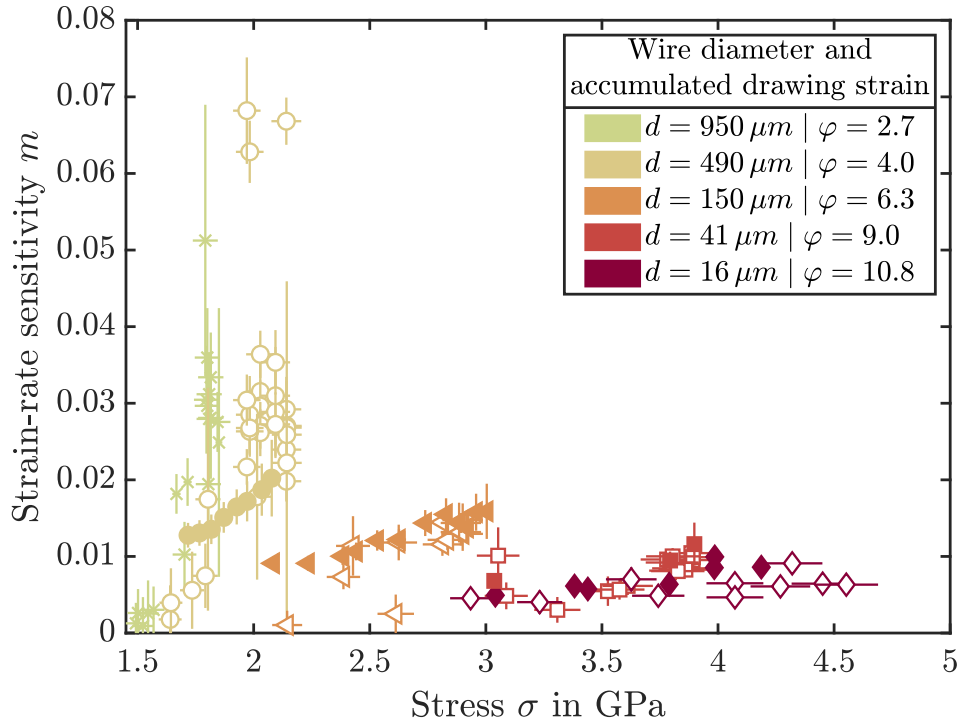 0.08
0.07
0.06
0.05
0.04
0.03
0.02
0.01
0
Strain-rate sensitivity m
1.5 2 2.5 3 3.5 4 4.5 5
Stress σ in GPa
Wire diameter and
accumulated drawing strain
d = 950 μm | φ = 2.7
d = 490 μm | φ = 4.0
d = 150 μm | φ = 6.3
d = 41 μm | φ = 9.0
d = 16 μm | φ = 10.8